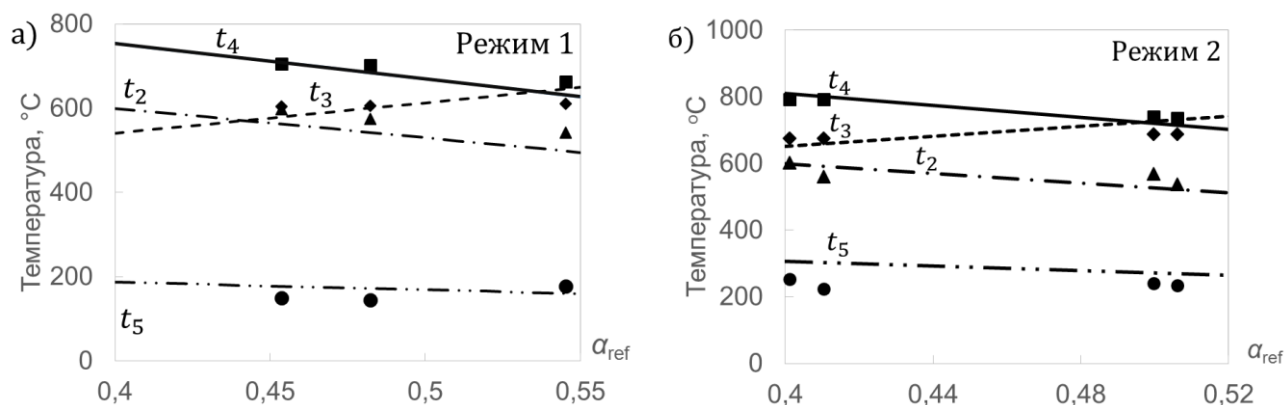 а)
Режим 1
Температура, °C
800
600
400
200
0
t₄
t₂
t₃
t₅
0,4
0,45
0,5
0,55
α_ref
б)
Режим 2
Температура, °C
1000
800
600
400
200
0
t₄
t₃
t₂
t₅
0,4
0,44
0,48
0,52
α_ref